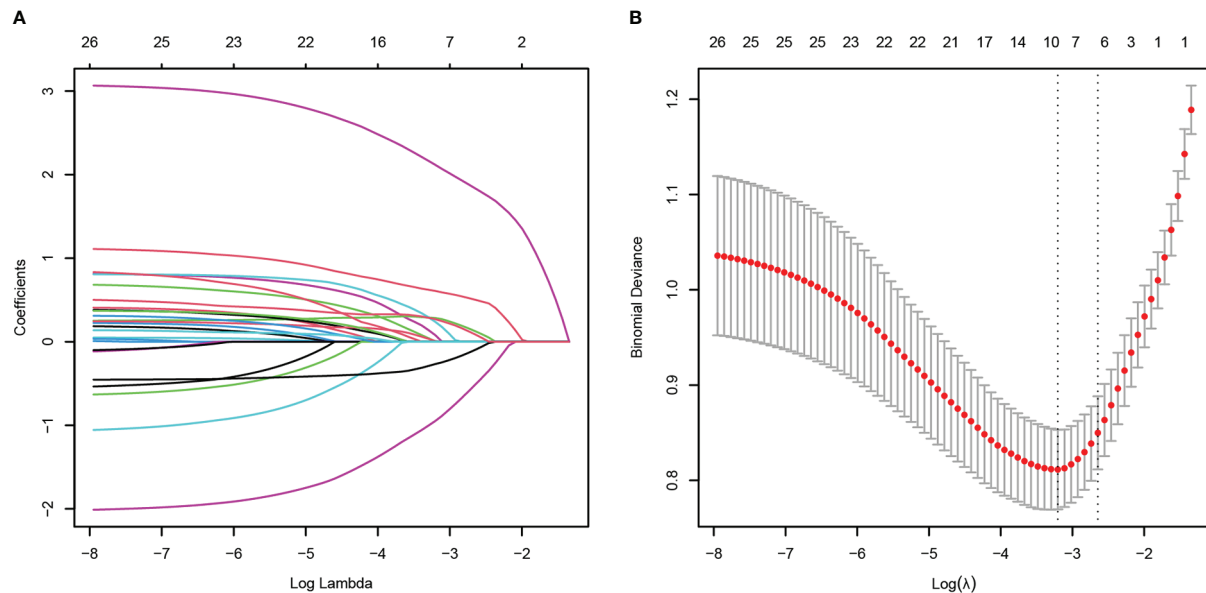 A
26 25 23 22 16 7 2
Coefficients
3
2
1
0
−1
−2
−8 −7 −6 −5 −4 −3 −2
Log Lambda
B
26 25 25 25 23 22 22 21 17 14 10 7 6 3 1 1
Binomial Deviance
1.2
1.1
1.0
0.9
0.8
−8 −7 −6 −5 −4 −3 −2
Log(λ)